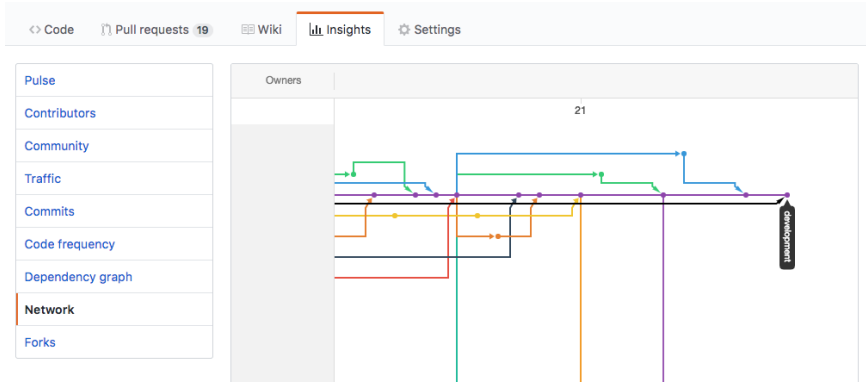 Code Pull requests 19 Wiki Insights Settings
Pulse
Contributors
Community
Traffic
Commits
Code frequency
Dependency graph
Network
Forks
Owners
21
development